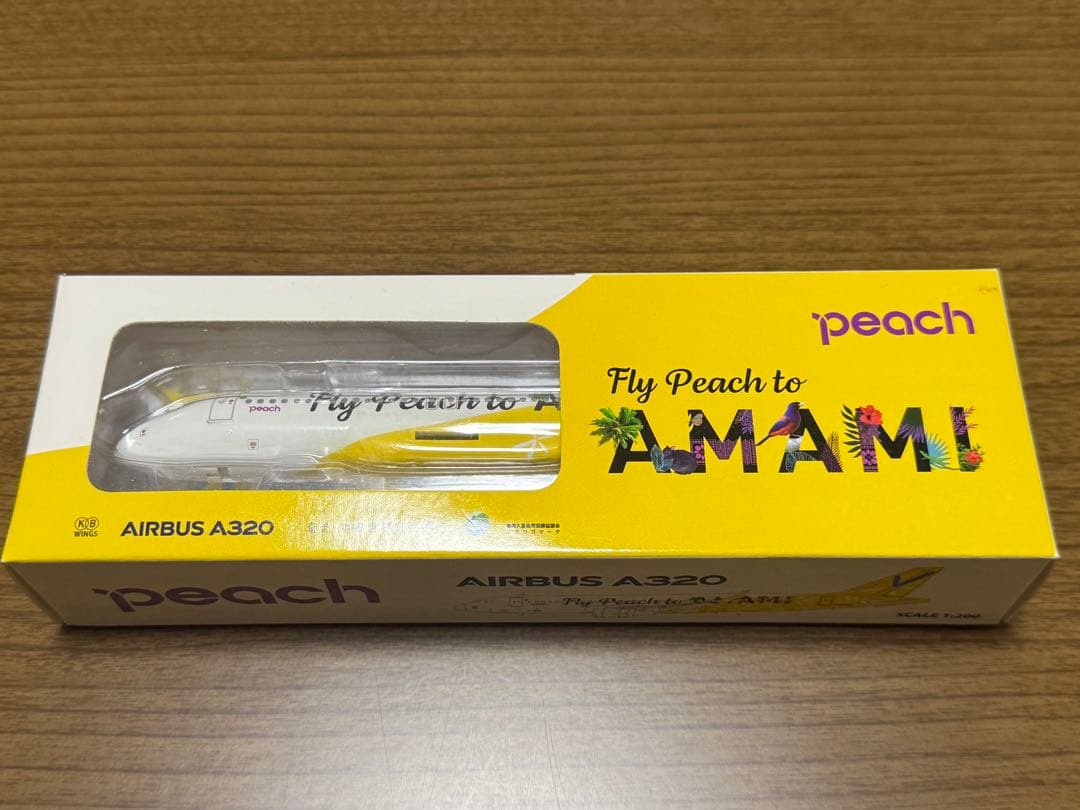 peach
Fly Peach to
AMAMI
peach
Fly Peach to A
KB
WINGS
AIRBUS A320
peach
AIRBUS A320
Fly Peach to AMAMI
SCALE 1:200